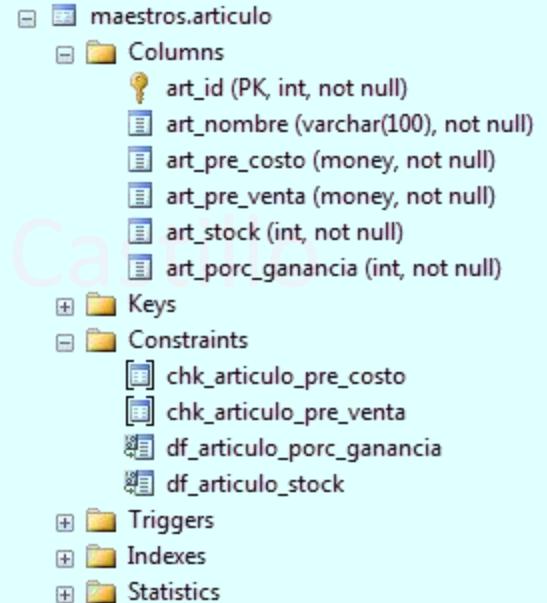 maestros.articulo
Columns
art_id (PK, int, not null)
art_nombre (varchar(100), not null)
art_pre_costo (money, not null)
art_pre_venta (money, not null)
art_stock (int, not null)
Castillo
art_porc_ganancia (int, not null)
Keys
Constraints
chk_articulo_pre_costo
chk_articulo_pre_venta
df_articulo_porc_ganancia
df_articulo_stock
Triggers
Indexes
Statistics